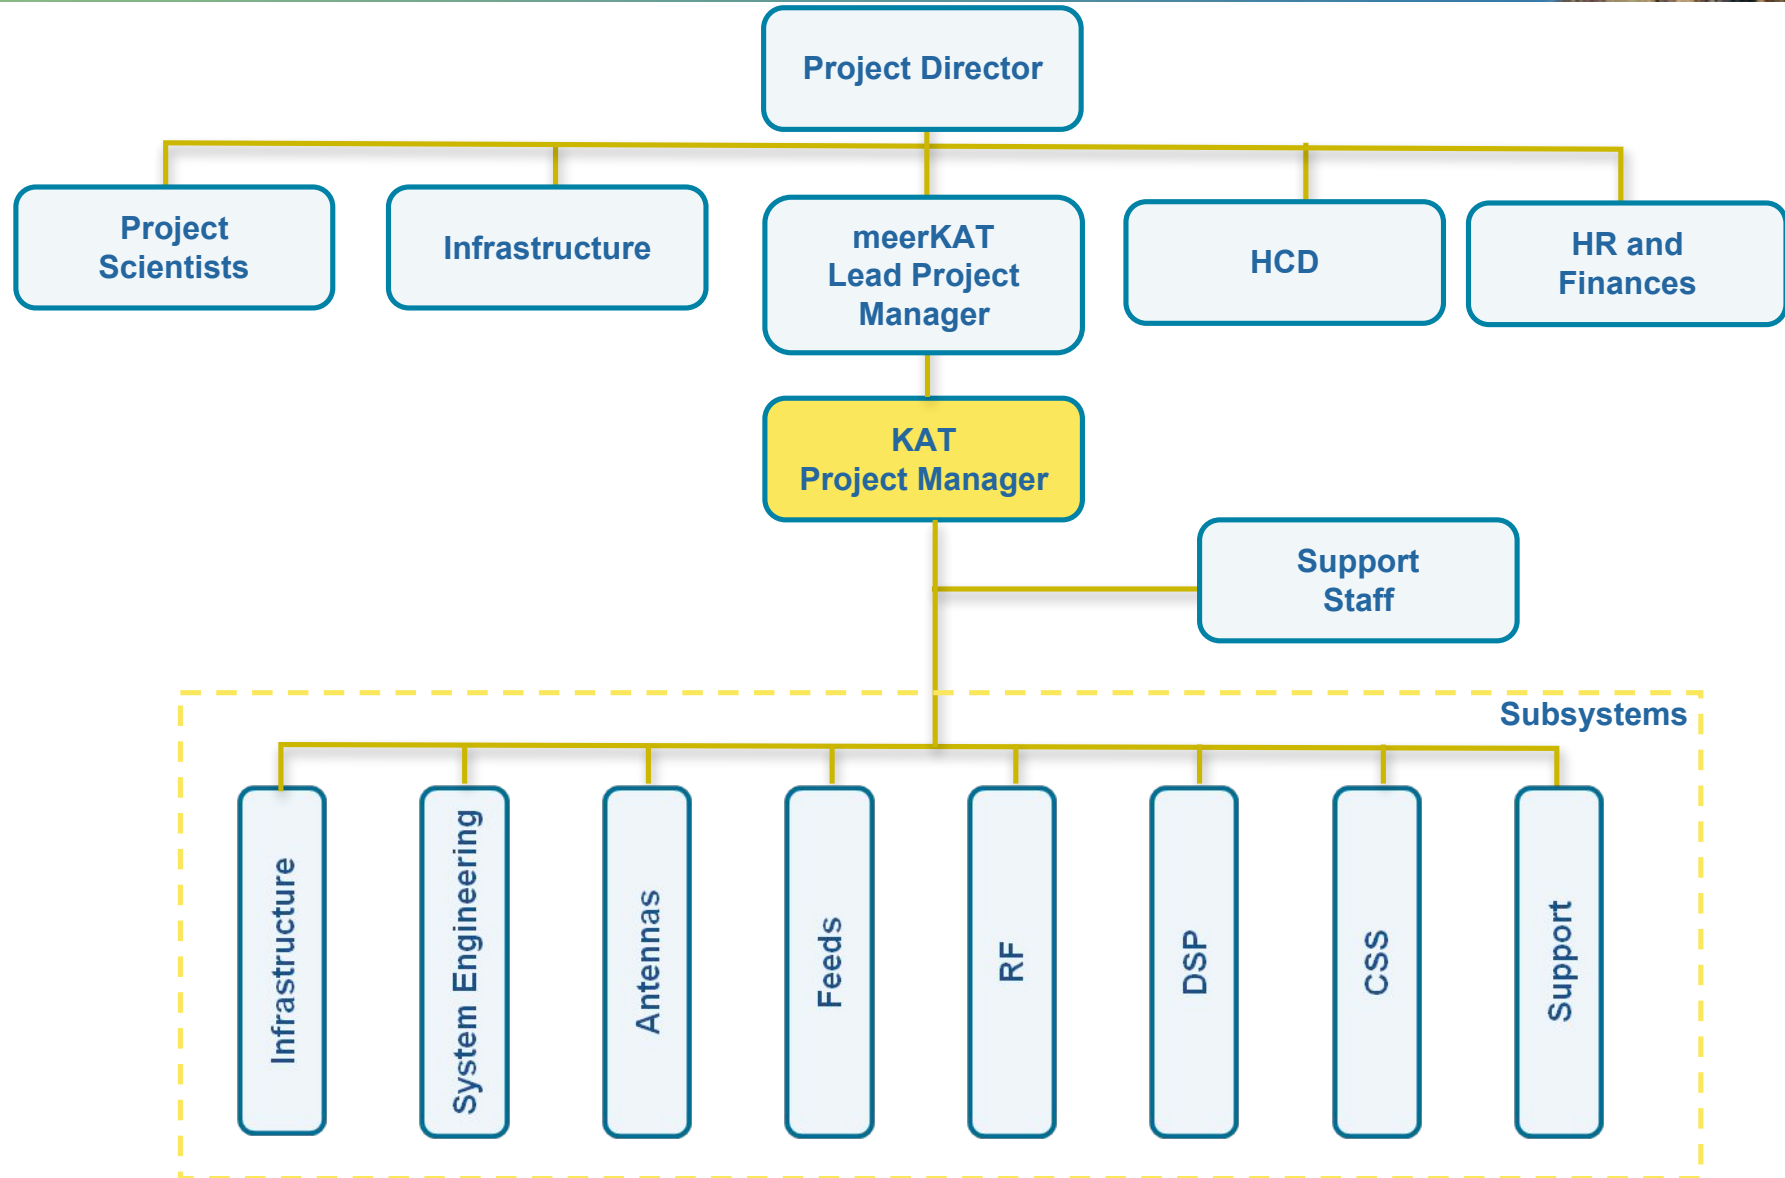 Project Director
Project
Scientists
Infrastructure
meerKAT
Lead Project
Manager
HCD
HR and
Finances
KAT
Project Manager
Support
Staff
Subsystems
Infrastructure
System Engineering
Antennas
Feeds
RF
DSP
CSS
Support